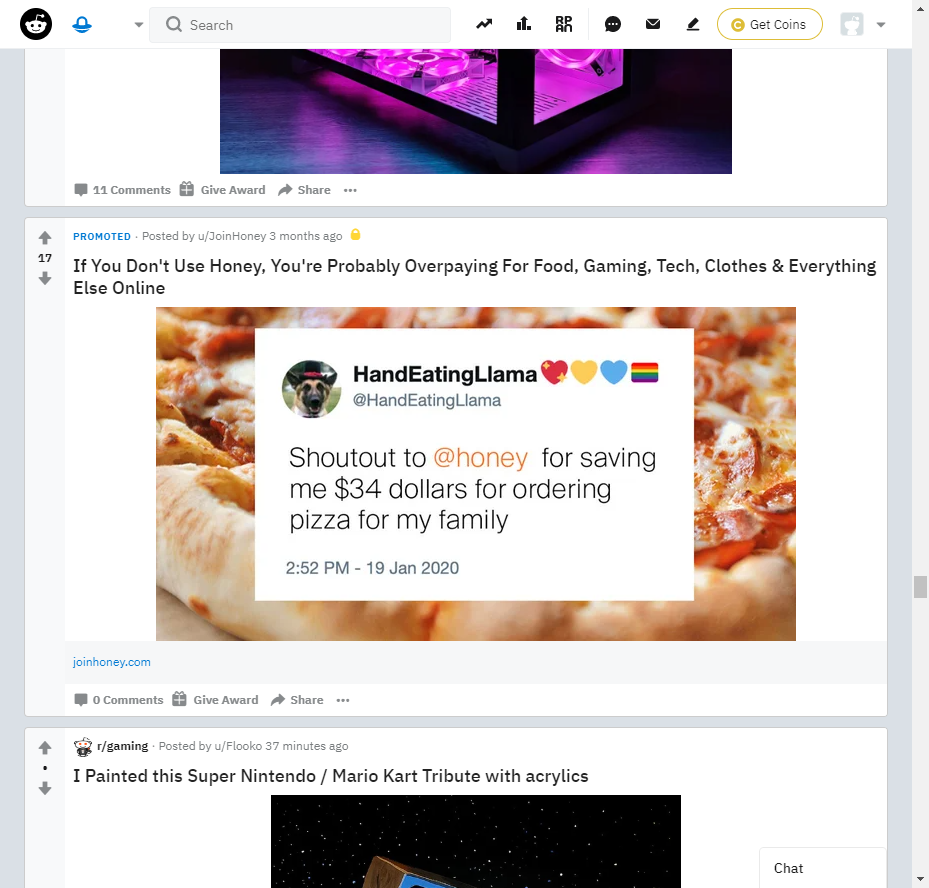 Search
Get Coins
11 Comments Give Award Share
PROMOTED · Posted by u/JoinHoney 3 months ago
17
If You Don't Use Honey, You're Probably Overpaying For Food, Gaming, Tech, Clothes & Everything
Else Online
HandEatingLlama
@HandEatingLlama
Shoutout to @honey for saving
me $34 dollars for ordering
pizza for my family
2:52 PM - 19 Jan 2020
joinhoney.com
0 Comments Give Award Share
r/gaming · Posted by u/Flooko 37 minutes ago
•
I Painted this Super Nintendo / Mario Kart Tribute with acrylics
Chat